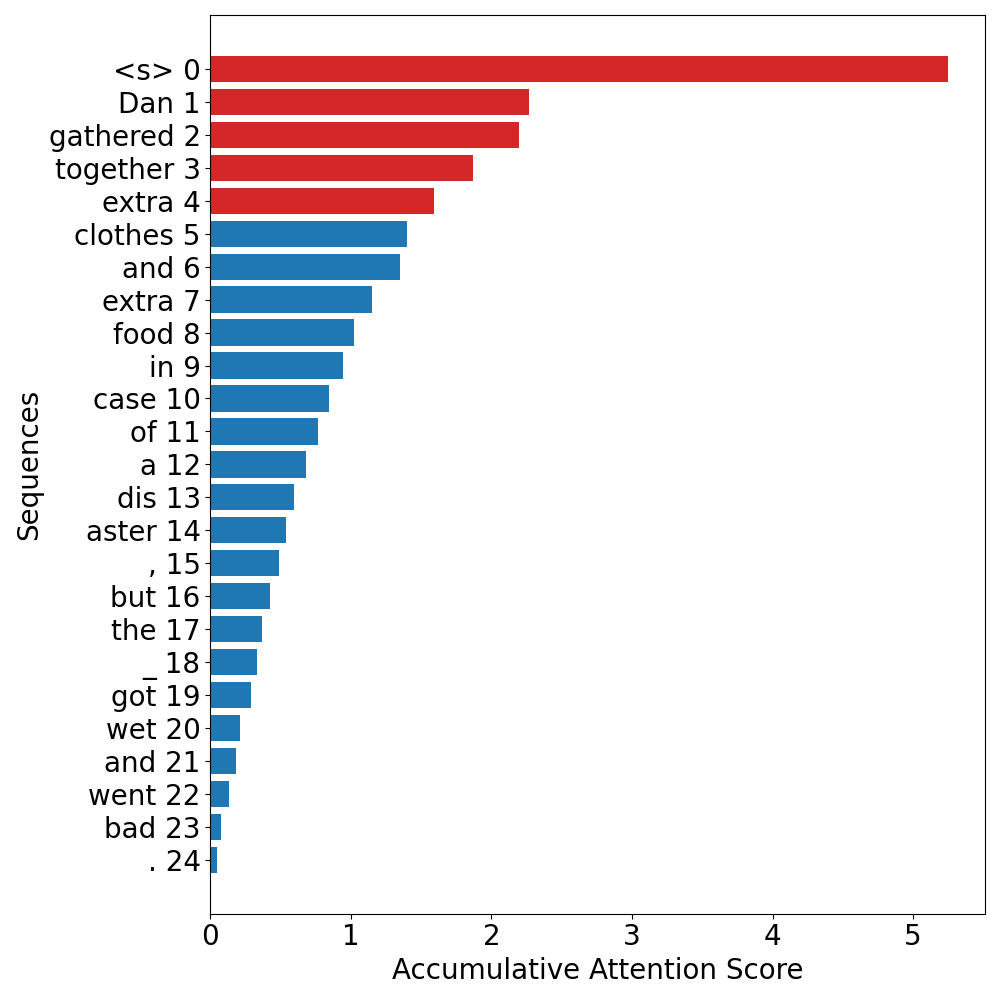 <s> 0
Dan 1
gathered 2
together 3
extra 4
clothes 5
and 6
extra 7
food 8
in 9
case 10
of 11
a 12
dis 13
aster 14
, 15
but 16
the 17
_ 18
got 19
wet 20
and 21
went 22
bad 23
. 24
Sequences
0 1 2 3 4 5
Accumulative Attention Score